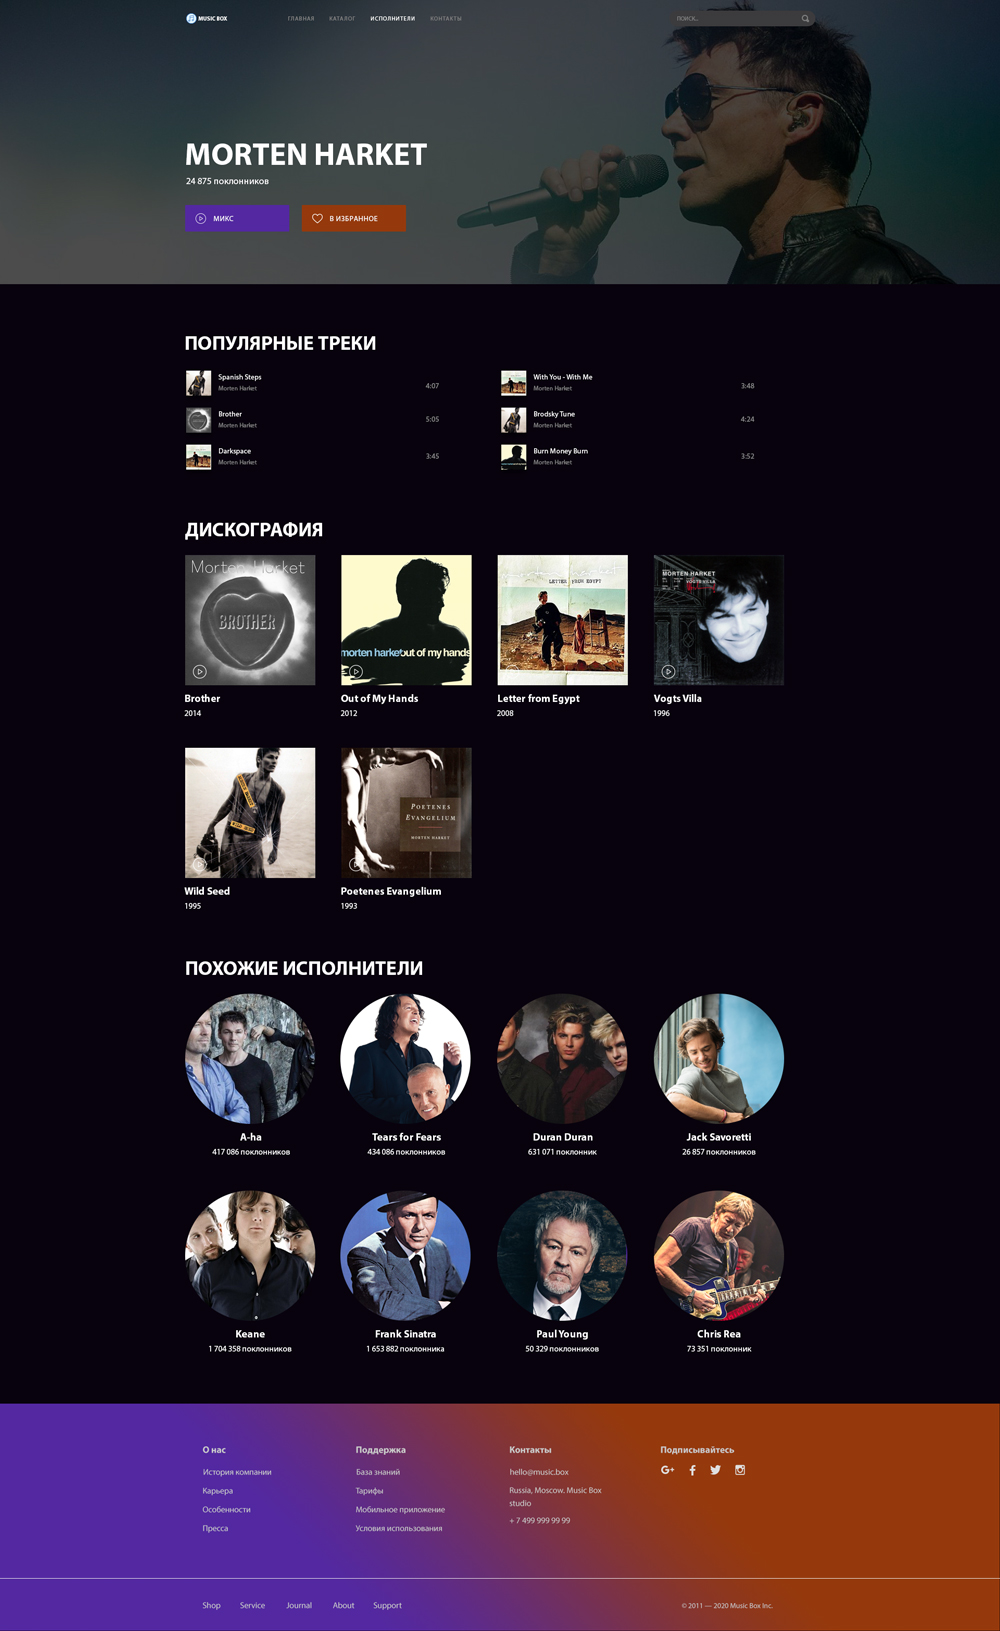 MUSIC BOX
ГЛАВНАЯ
КАТАЛОГ
ИСПОЛНИТЕЛИ
КОНТАКТЫ
ПОИСК..
MORTEN HARKET
24 875 поклонников
МИКС
В ИЗБРАННОЕ
ПОПУЛЯРНЫЕ ТРЕКИ
Spanish Steps
Morten Harket
4:07
With You - With Me
Morten Harket
3:48
Brother
Morten Harket
5:05
Brodsky Tune
Morten Harket
4:24
Darkspace
Morten Harket
3:45
Burn Money Burn
Morten Harket
3:52
ДИСКОГРАФИЯ
Morten Harket
BROTHER
morten harket out of my hands
LETTER FROM EGYPT
MORTEN HARKET
VOGTS VILLA
Brother
2014
Out of My Hands
2012
Letter from Egypt
2008
Vogts Villa
1996
WILD SEED
POETENES
EVANGELIUM
MORTEN HARKET
Wild Seed
1995
Poetenes Evangelium
1993
ПОХОЖИЕ ИСПОЛНИТЕЛИ
A-ha
417 086 поклонников
Tears for Fears
434 086 поклонников
Duran Duran
631 071 поклонник
Jack Savoretti
26 857 поклонников
Keane
1 704 358 поклонников
Frank Sinatra
1 653 882 поклонника
Paul Young
50 329 поклонников
Chris Rea
73 351 поклонник
О нас
История компании
Карьера
Особенности
Пресса
Поддержка
База знаний
Тарифы
Мобильное приложение
Условия использования
Контакты
hello@music.box
Russia, Moscow. Music Box
studio
+ 7 499 999 99 99
Подписывайтесь
G+
Shop
Service
Journal
About
Support
© 2011 — 2020 Music Box Inc.